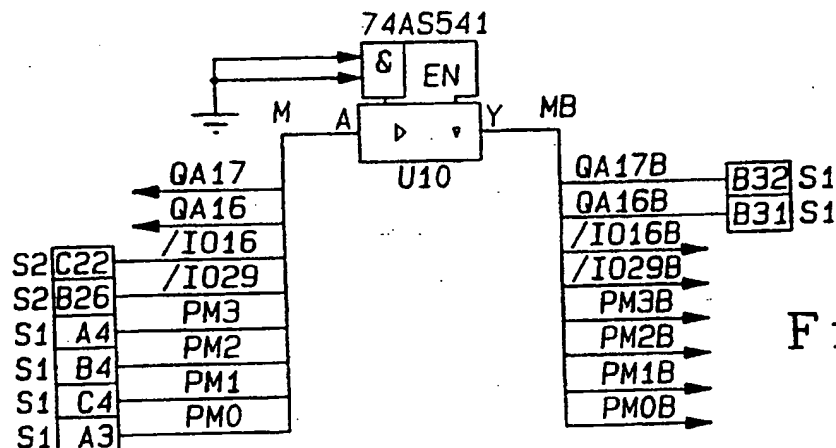 74AS541
&
EN
M
A
Y
MB
U10
QA17
QA16
S2 C22 /IO16
S2 B26 /IO29
S1 A4 PM3
S1 B4 PM2
S1 C4 PM1
S1 A3 PM0
QA17B B32 S1
QA16B B31 S1
/IO16B
/IO29B
PM3B
PM2B
PM1B
PM0B